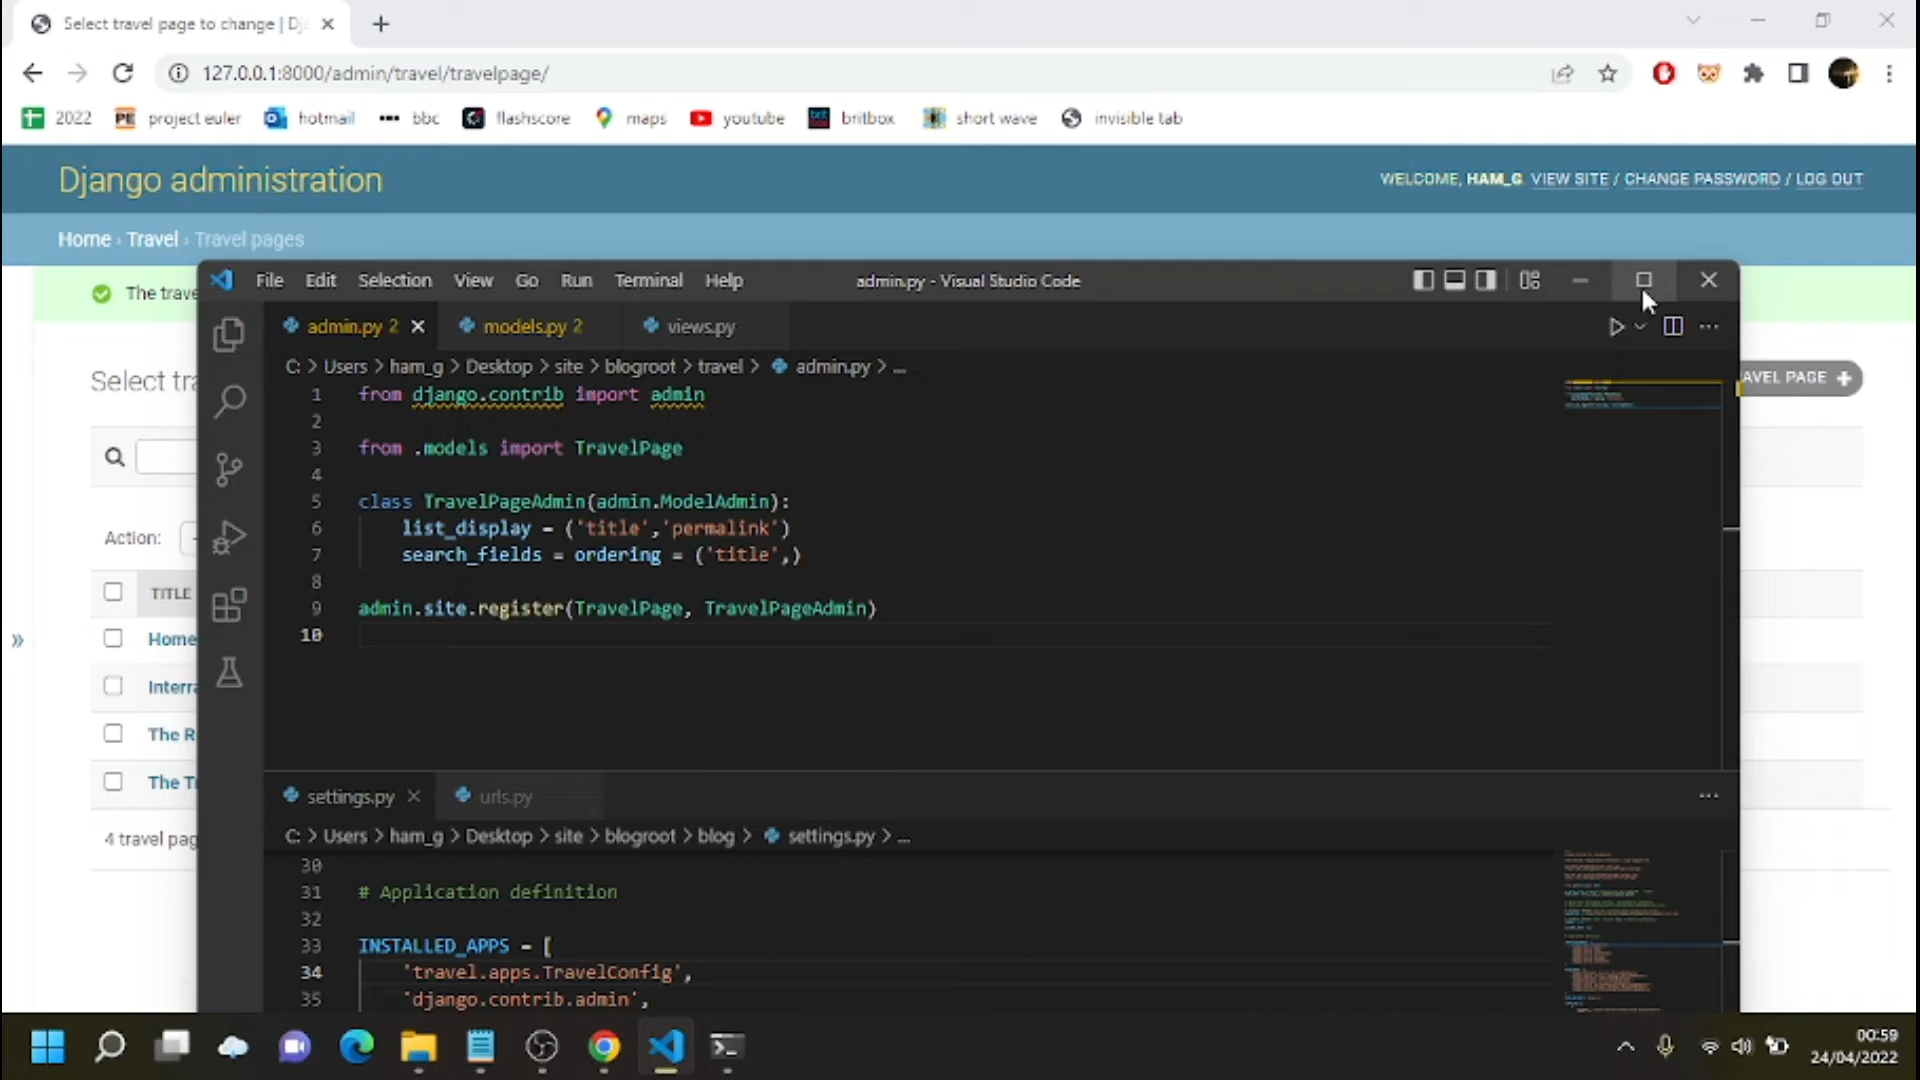 Select travel page to change | Dj
127.0.0.1:8000/admin/travel/travelpage/
2022 PE project euler hotmail bbc flashscore maps youtube britbox short wave invisible tab
Django administration
WELCOME, HAM_G VIEW SITE / CHANGE PASSWORD / LOG OUT
Home › Travel › Travel pages
The trave
Select tra
AVEL PAGE +
Action:
TITLE
Home
Interra
The R
The Tr
4 travel pag
File Edit Selection View Go Run Terminal Help
admin.py - Visual Studio Code
admin.py 2 models.py 2 views.py
C: > Users > ham_g > Desktop > site > blogroot > travel > admin.py > ...
1 from django.contrib import admin
2
3 from .models import TravelPage
4
5 class TravelPageAdmin(admin.ModelAdmin):
6 list_display = ('title','permalink')
7 search_fields = ordering = ('title',)
8
9 admin.site.register(TravelPage, TravelPageAdmin)
10
settings.py urls.py
C: > Users > ham_g > Desktop > site > blogroot > blog > settings.py > ...
30
31 # Application definition
32
33 INSTALLED_APPS = [
34 'travel.apps.TravelConfig',
35 'django.contrib.admin',
00:59
24/04/2022